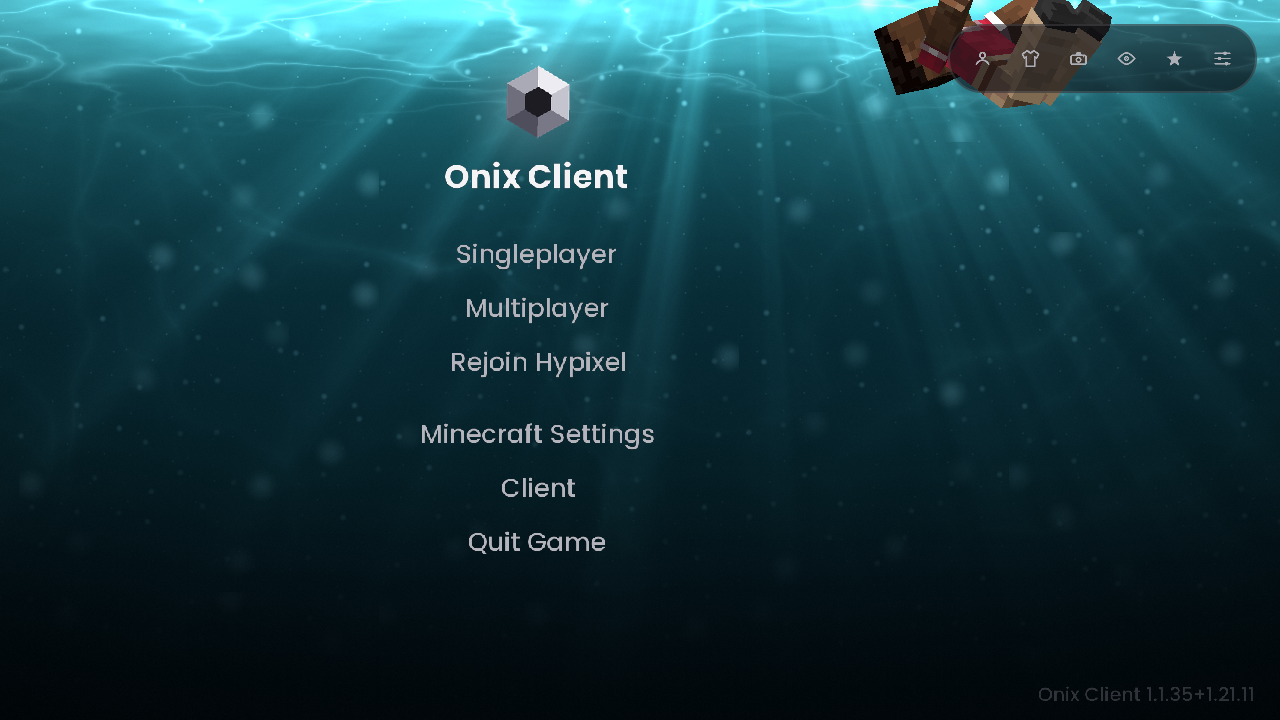 Onix Client
Singleplayer
Multiplayer
Rejoin Hypixel
Minecraft Settings
Client
Quit Game
Onix Client 1.1.35+1.21.11